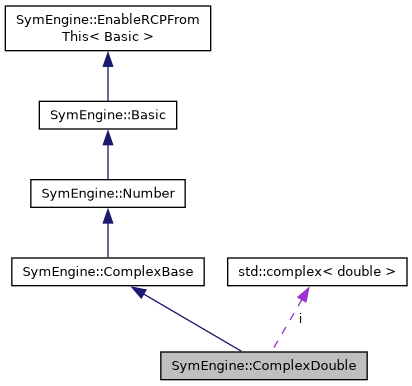 SymEngine::EnableRCPFrom
This< Basic >
SymEngine::Basic
SymEngine::Number
SymEngine::ComplexBase
std::complex< double >
i
SymEngine::ComplexDouble